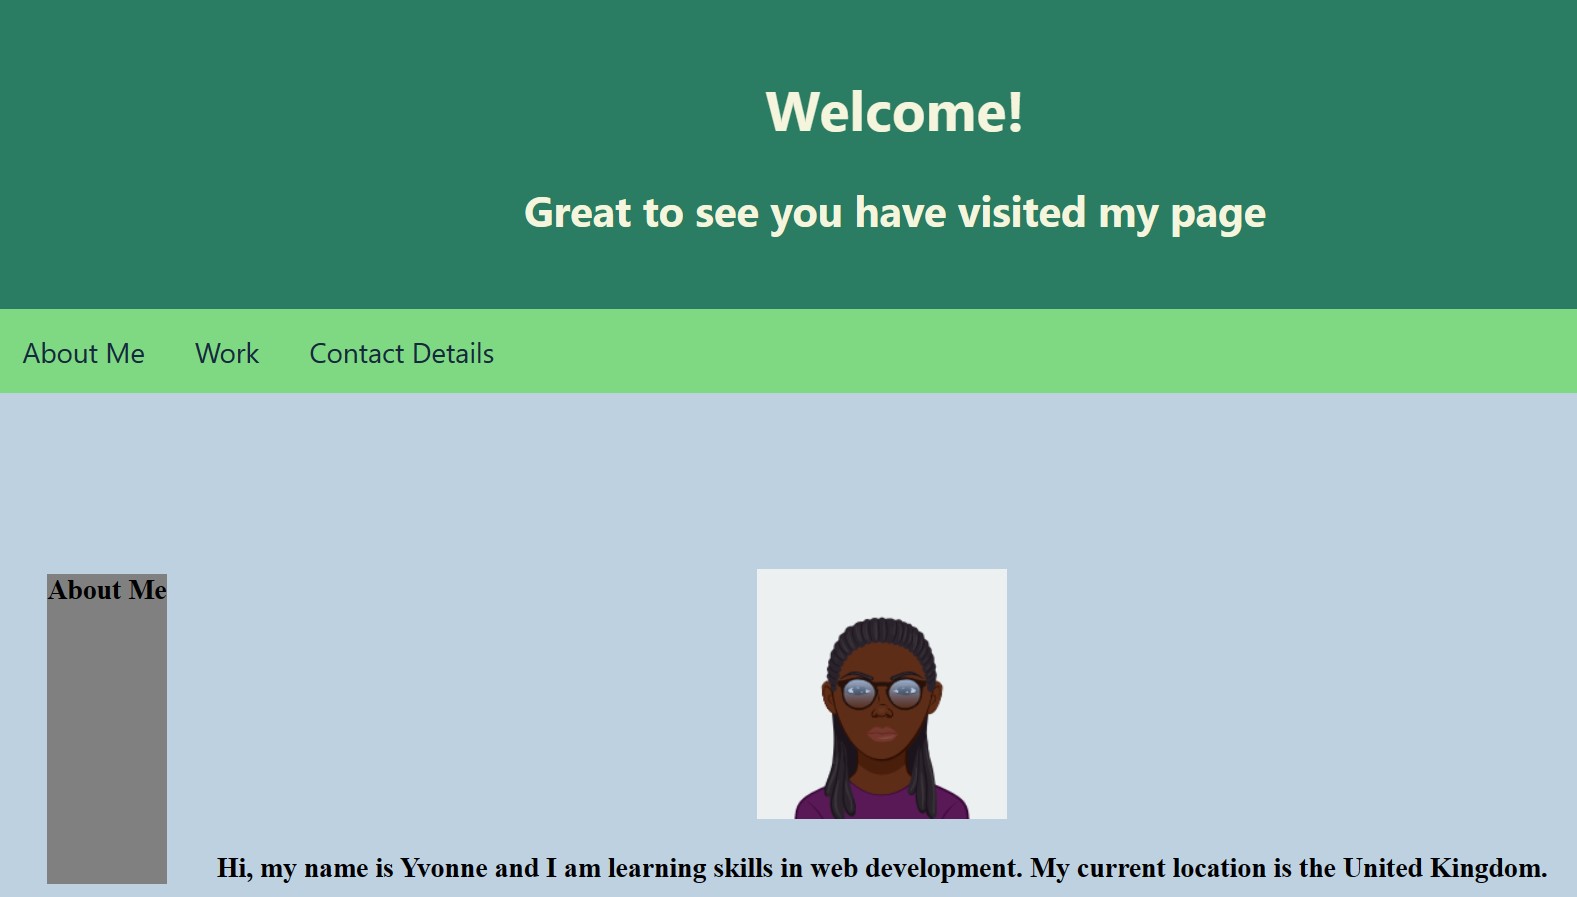 Welcome!
Great to see you have visited my page
About Me Work Contact Details
About Me
Hi, my name is Yvonne and I am learning skills in web development. My current location is the United Kingdom.